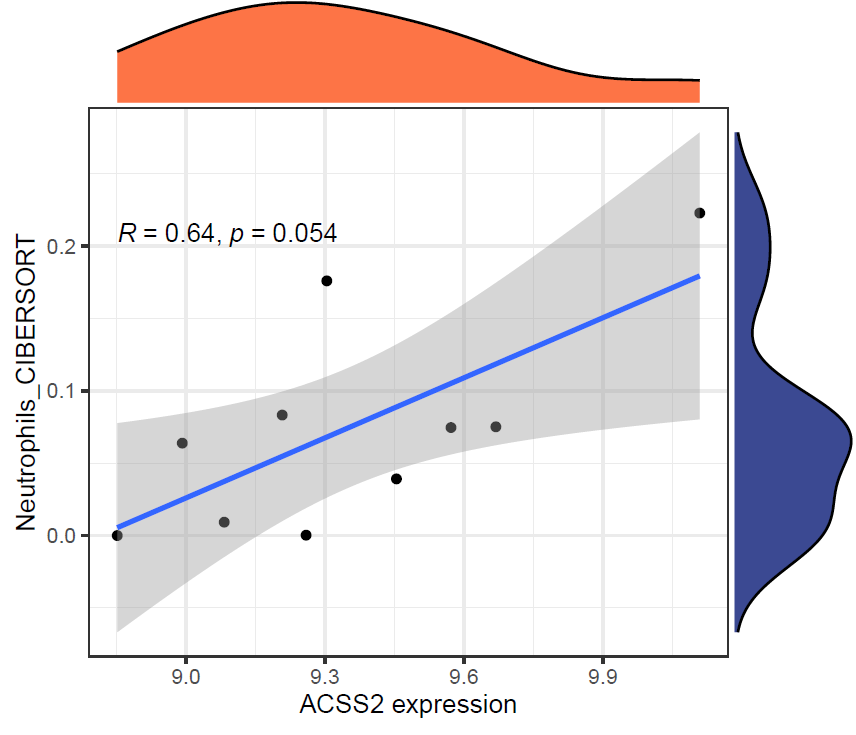 R = 0.64, p = 0.054
Neutrophils_CIBERSORT
0.2
0.1
0.0
9.0 9.3 9.6 9.9
ACSS2 expression